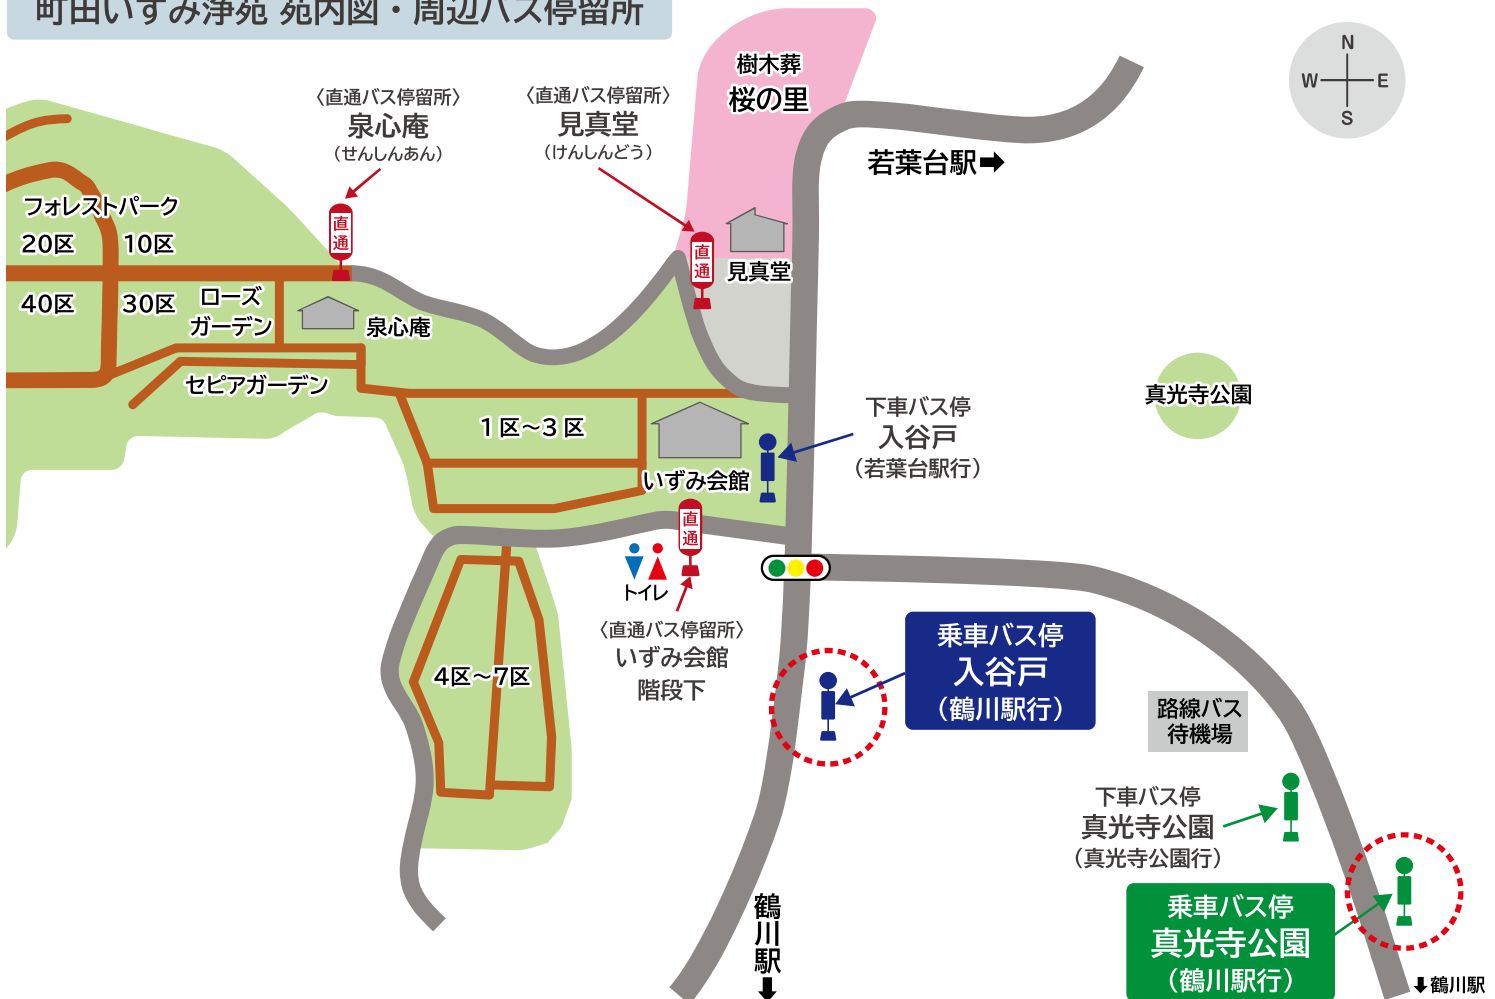 町田いずみ浄苑 苑内図・周辺バス停留所
N
W E
S
樹木葬
桜の里
〈直通バス停留所〉
泉心庵
（せんしんあん）
〈直通バス停留所〉
見真堂
（けんしんどう）
若葉台駅➡
直通
直通
見真堂
フォレストパーク
20区
10区
40区
30区
ローズ
ガーデン
泉心庵
セピアガーデン
1区～3区
いずみ会館
下車バス停
入谷戸
（若葉台駅行）
真光寺公園
直通
トイレ
〈直通バス停留所〉
いずみ会館
階段下
4区～7区
乗車バス停
入谷戸
（鶴川駅行）
路線バス
待機場
下車バス停
真光寺公園
（真光寺公園行）
乗車バス停
真光寺公園
（鶴川駅行）
鶴川駅⬇
⬇鶴川駅